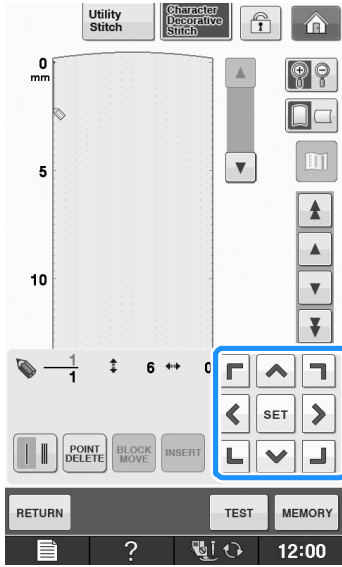 Utility
Stitch
Character
Decorative
Stitch
0
mm
5
10
1
1
6
0
SET
POINT
DELETE
BLOCK
MOVE
INSERT
RETURN
TEST
MEMORY
?
12:00